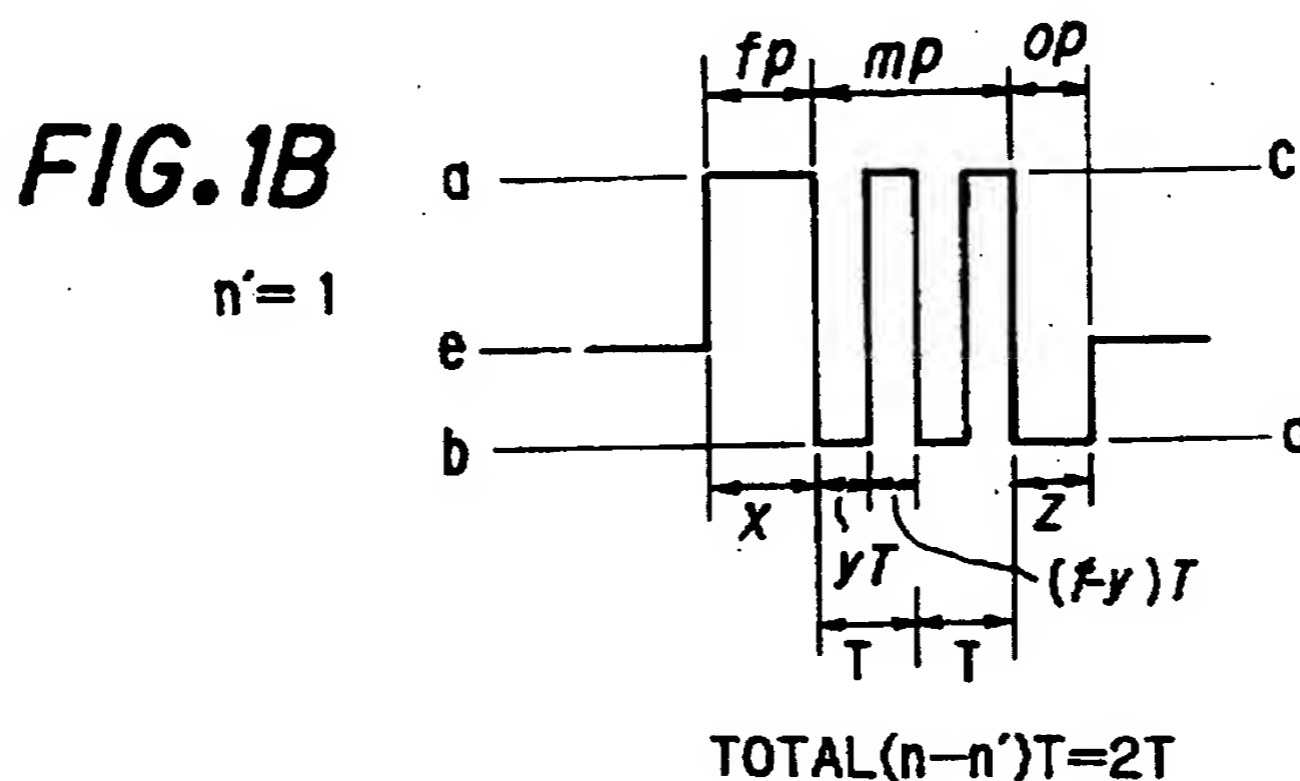 fp mp op
FIG.1B
a c
n′= 1
e
b d
x z
yT (1-y)T
T T
TOTAL(n-n′)T=2T